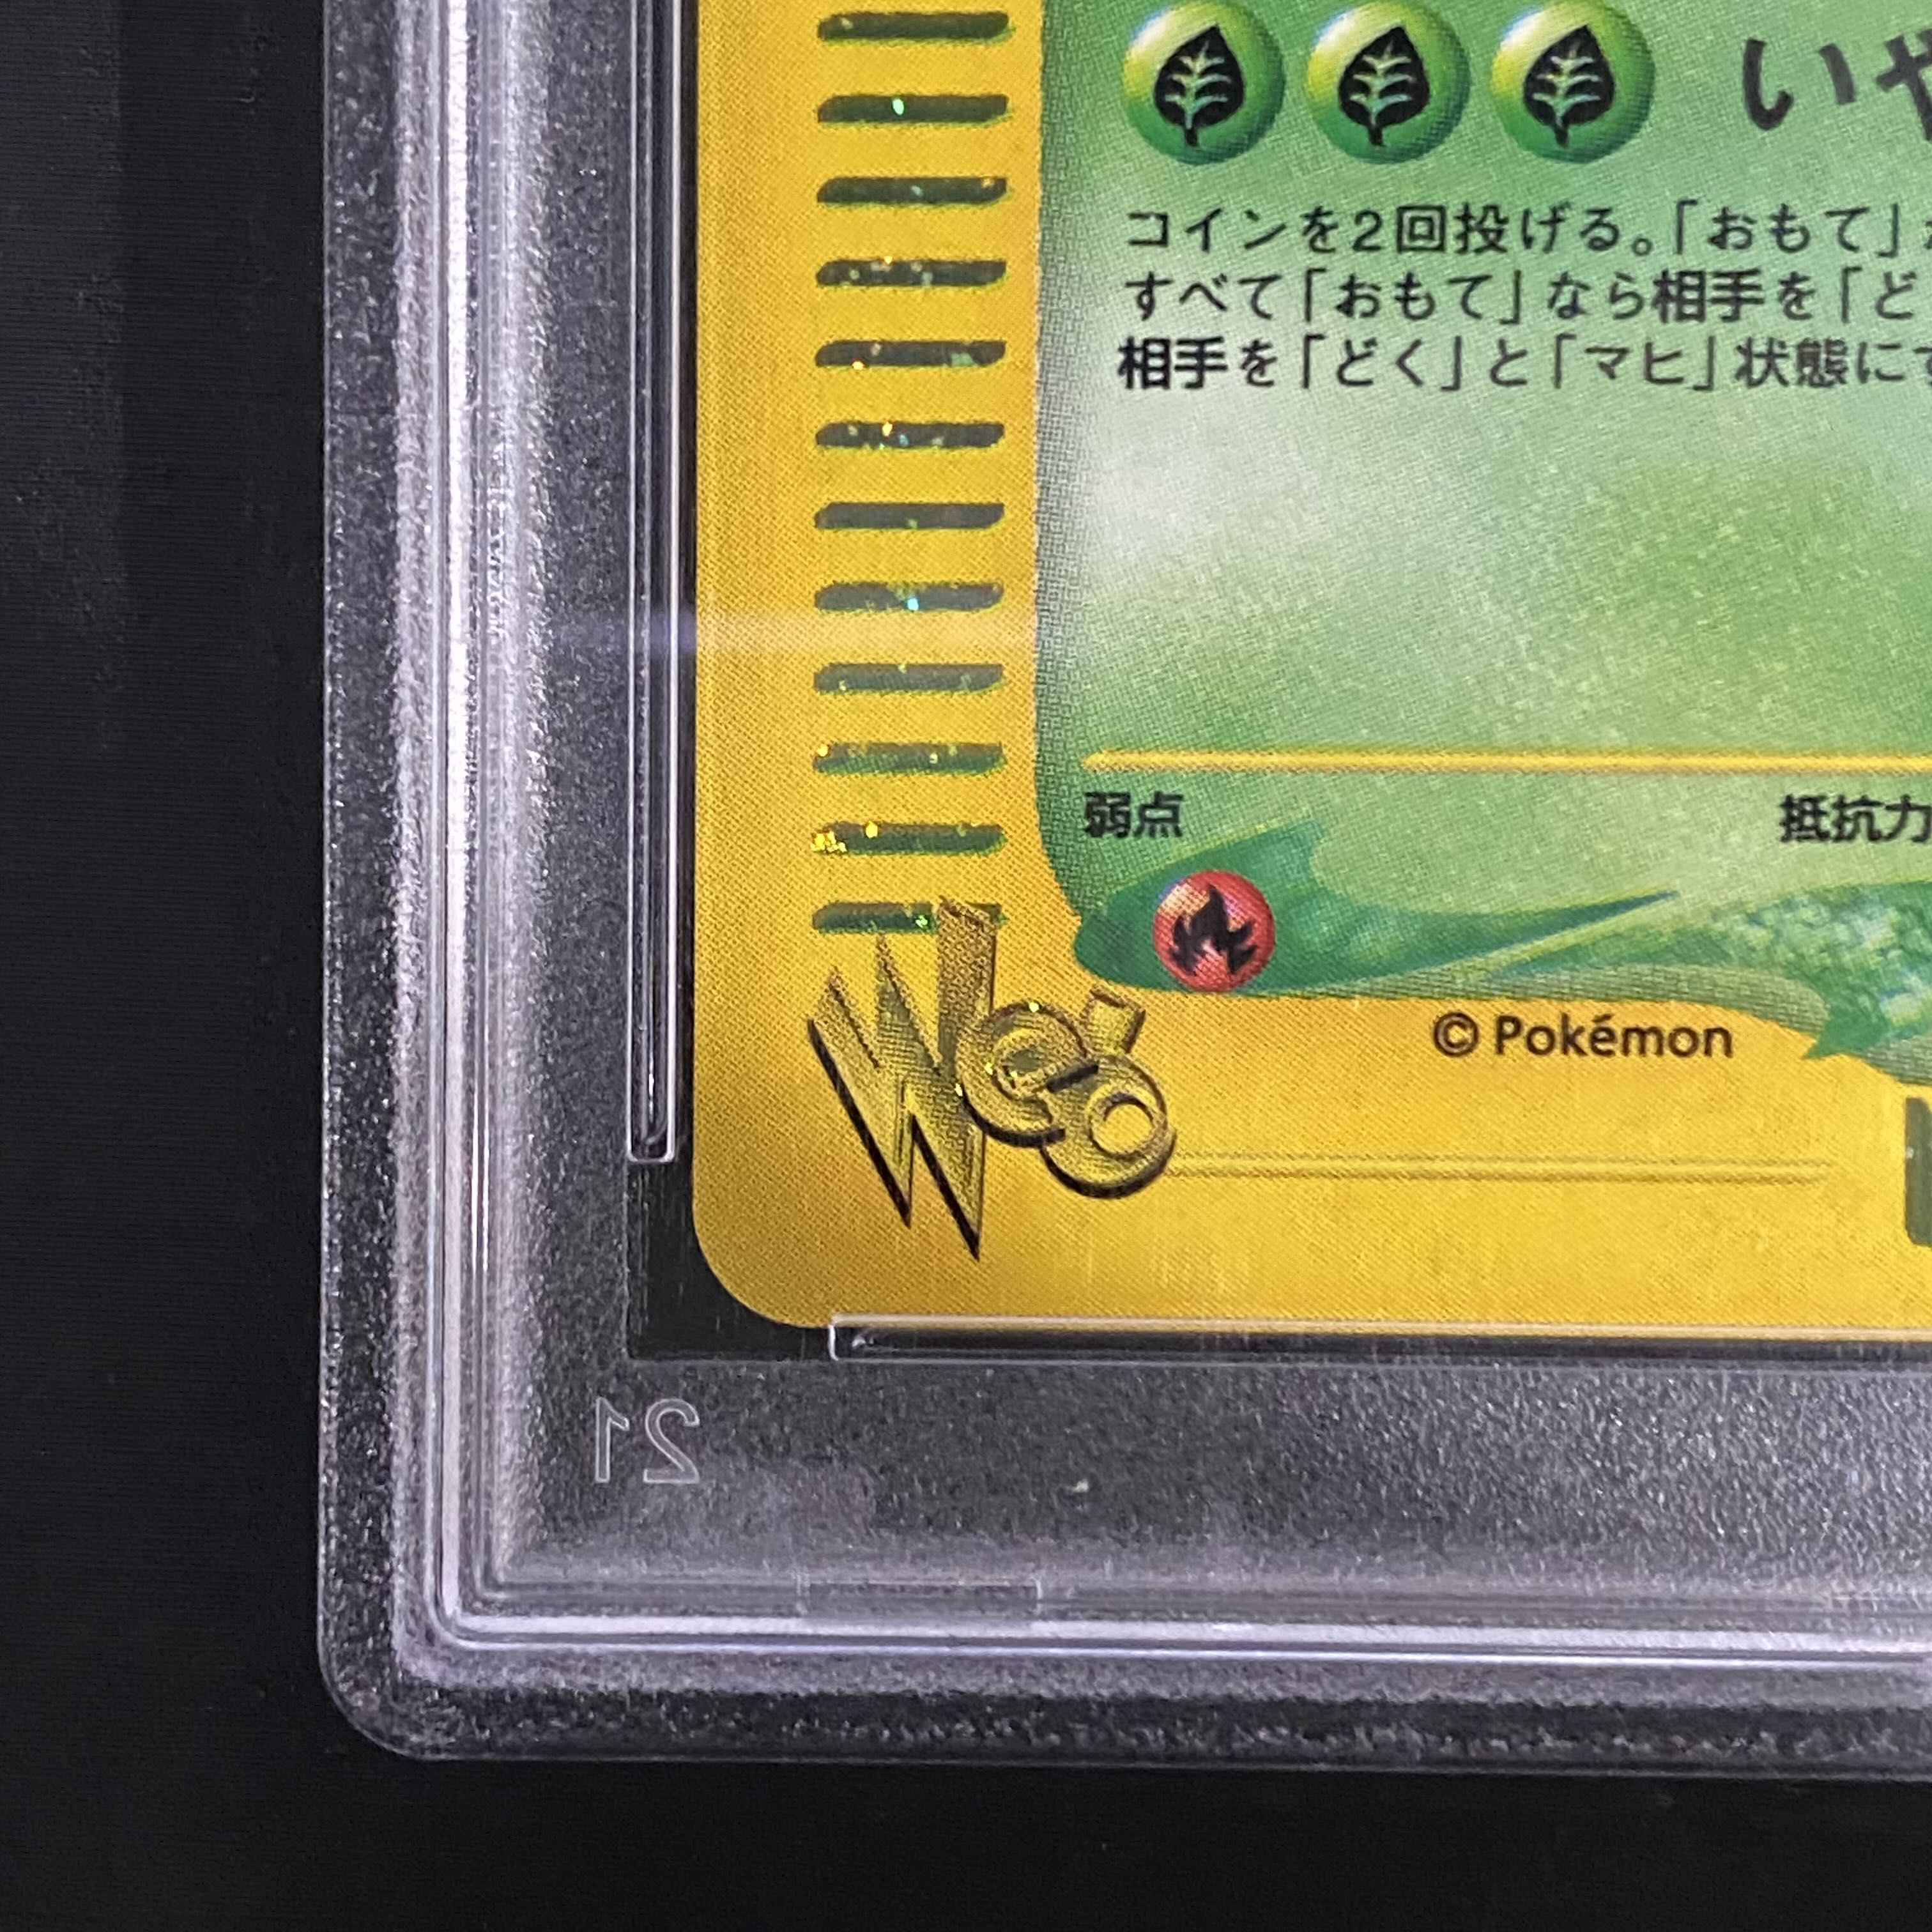 いや
コインを2回投げる。「おもて」
すべて「おもて」なら相手を「ど
相手を「どく」と「マヒ」状態にす
弱点 抵抗力
© Pokémon
Web
21